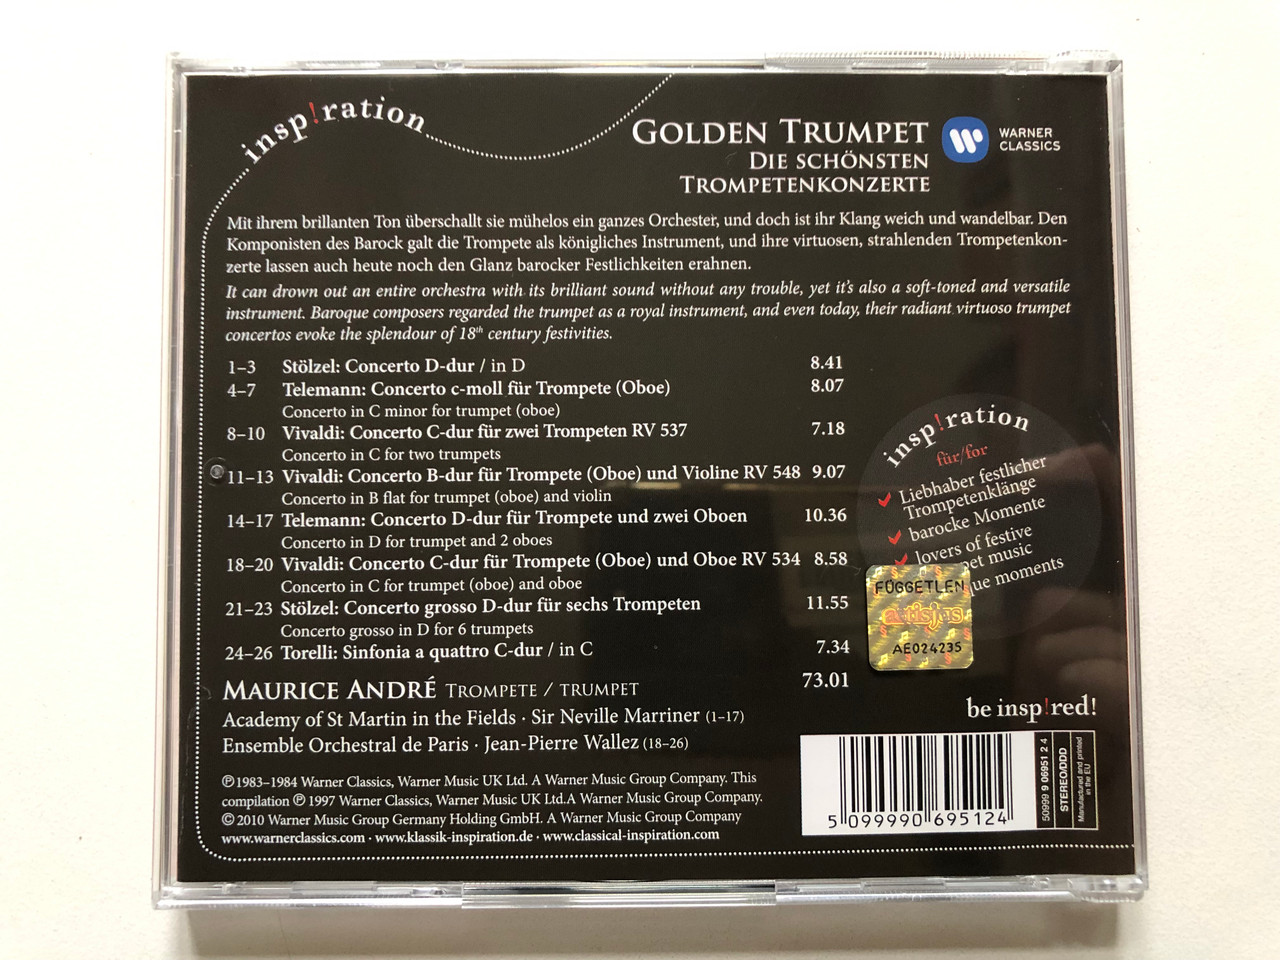 insp!ration
GOLDEN TRUMPET
DIE SCHÖNSTEN
TROMPETENKONZERTE
WARNER
CLASSICS
Mit ihrem brillanten Ton überschallt sie mühelos ein ganzes Orchester, und doch ist ihr Klang weich und wandelbar. Den
Komponisten des Barock galt die Trompete als königliches Instrument, und ihre virtuosen, strahlenden Trompetenkon-
zerte lassen auch heute noch den Glanz barocker Festlichkeiten erahnen.
It can drown out an entire orchestra with its brilliant sound without any trouble, yet it's also a soft-toned and versatile
instrument. Baroque composers regarded the trumpet as a royal instrument, and even today, their radiant virtuoso trumpet
concertos evoke the splendour of 18th century festivities.
1–3 Stölzel: Concerto D-dur / in D 8.41
4–7 Telemann: Concerto c-moll für Trompete (Oboe) 8.07
Concerto in C minor for trumpet (oboe)
8–10 Vivaldi: Concerto C-dur für zwei Trompeten RV 537 7.18
Concerto in C for two trumpets
11–13 Vivaldi: Concerto B-dur für Trompete (Oboe) und Violine RV 548 9.07
Concerto in B flat for trumpet (oboe) and violin
14–17 Telemann: Concerto D-dur für Trompete und zwei Oboen 10.36
Concerto in D for trumpet and 2 oboes
18–20 Vivaldi: Concerto C-dur für Trompete (Oboe) und Oboe RV 534 8.58
Concerto in C for trumpet (oboe) and oboe
21–23 Stölzel: Concerto grosso D-dur für sechs Trompeten 11.55
Concerto grosso in D for 6 trumpets
24–26 Torelli: Sinfonia a quattro C-dur / in C 7.34
73.01
insp!ration
für/for
Liebhaber festlicher
Trompetenklänge
barocke Momente
lovers of festive
music
moments
FÜGGETLEN
artisjus
AE024235
MAURICE ANDRÉ TROMPETE / TRUMPET
Academy of St Martin in the Fields · Sir Neville Marriner (1–17)
Ensemble Orchestral de Paris · Jean-Pierre Wallez (18–26)
be insp!red!
℗ 1983–1984 Warner Classics, Warner Music UK Ltd. A Warner Music Group Company. This
compilation ℗ 1997 Warner Classics, Warner Music UK Ltd.A Warner Music Group Company.
© 2010 Warner Music Group Germany Holding GmbH. A Warner Music Group Company
www.warnerclassics.com · www.klassik-inspiration.de · www.classical-inspiration.com
5 099990 695124
50999 9 06951 2 4
STEREO/DDD
Manufactured and printed
in the EU